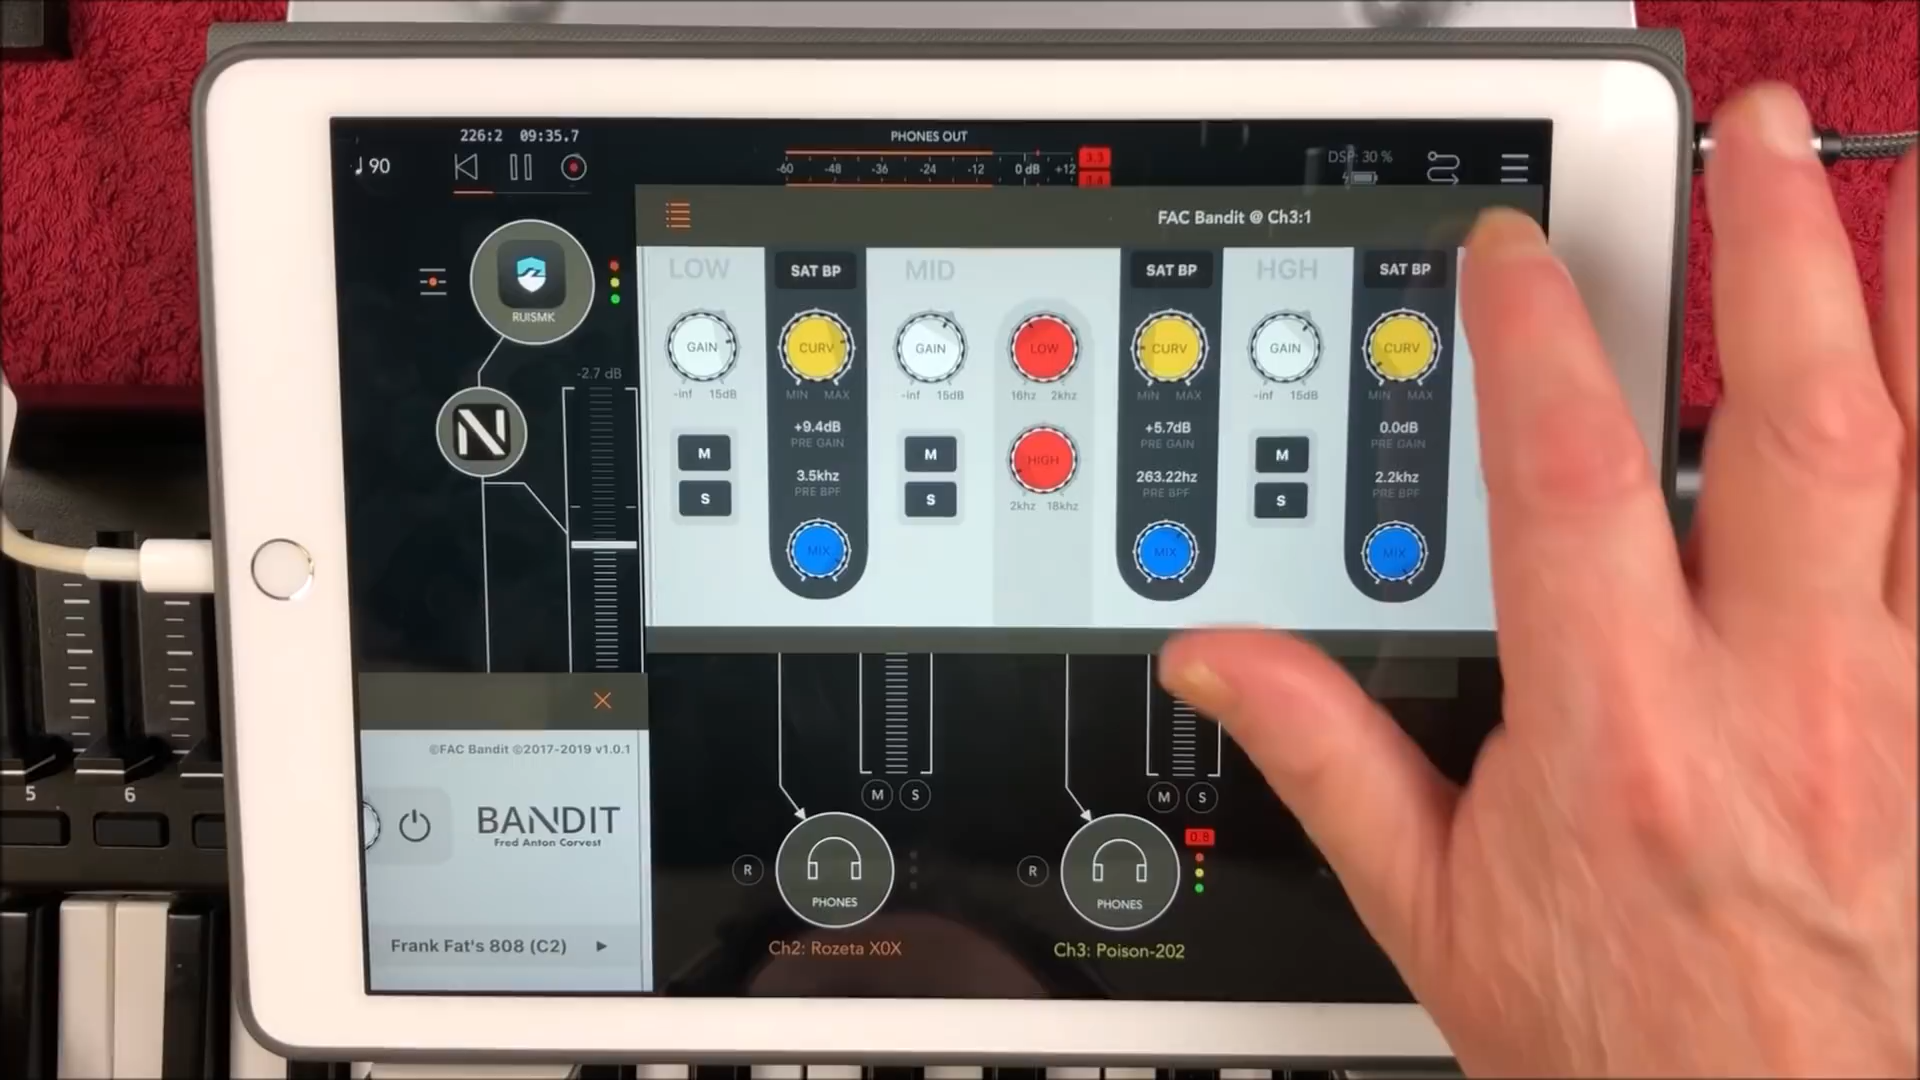 226:2 09:35.7
PHONES OUT
♩ 90
-60 -48 -36 -24 -12 0 dB +12
3.3
DSP: 30 %
FAC Bandit @ Ch3:1
LOW SAT BP MID SAT BP HGH SAT BP
RUISMK
GAIN CURV GAIN LOW CURV GAIN CURV
-2.7 dB
-inf 15dB MIN MAX -inf 15dB 16hz 2khz MIN MAX -inf 15dB MIN MAX
N
+9.4dB +5.7dB 0.0dB
PRE GAIN PRE GAIN PRE GAIN
M M HIGH M
3.5khz 263.22hz 2.2khz
PRE BPF PRE BPF PRE BPF
S S 2khz 18khz S
MIX MIX MIX
©FAC Bandit ©2017-2019 v1.0.1
5 6
M S M S
BANDIT
Fred Anton Corvest
0.8
R R
PHONES PHONES
Frank Fat's 808 (C2)
Ch2: Rozeta X0X Ch3: Poison-202